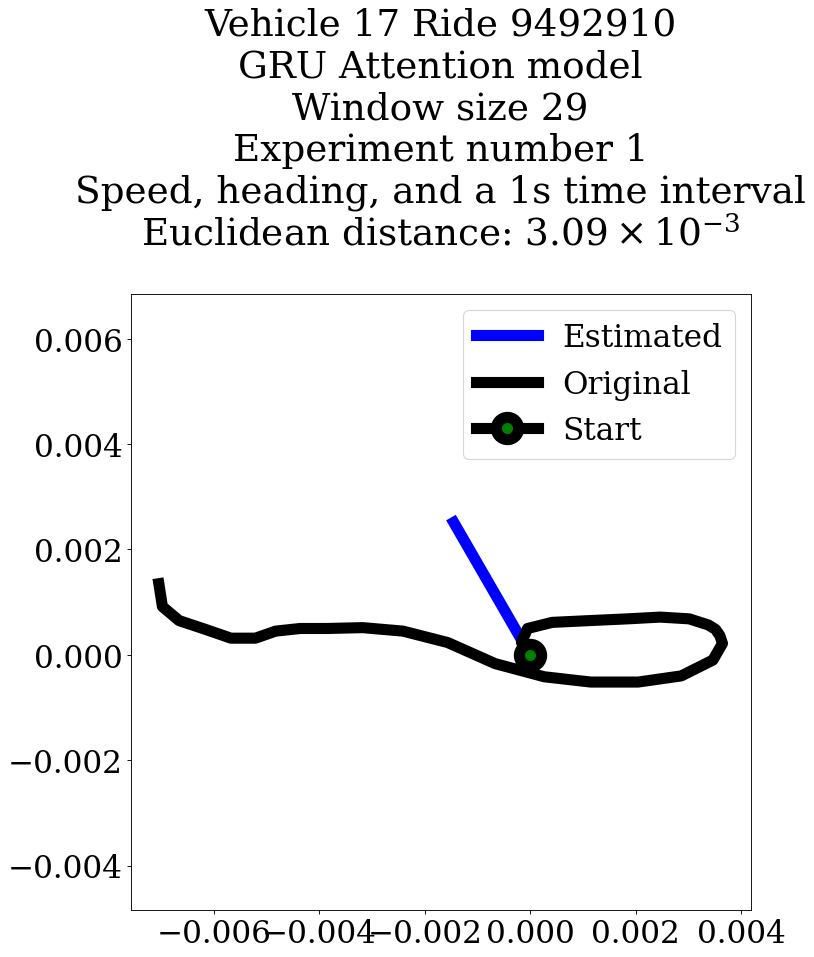 Vehicle 17 Ride 9492910
GRU Attention model
Window size 29
Experiment number 1
Speed, heading, and a 1s time interval
Euclidean distance: 3.09 × 10⁻³
Estimated
Original
Start
0.006
0.004
0.002
0.000
−0.002
−0.004
−0.006 −0.004 −0.002 0.000 0.002 0.004